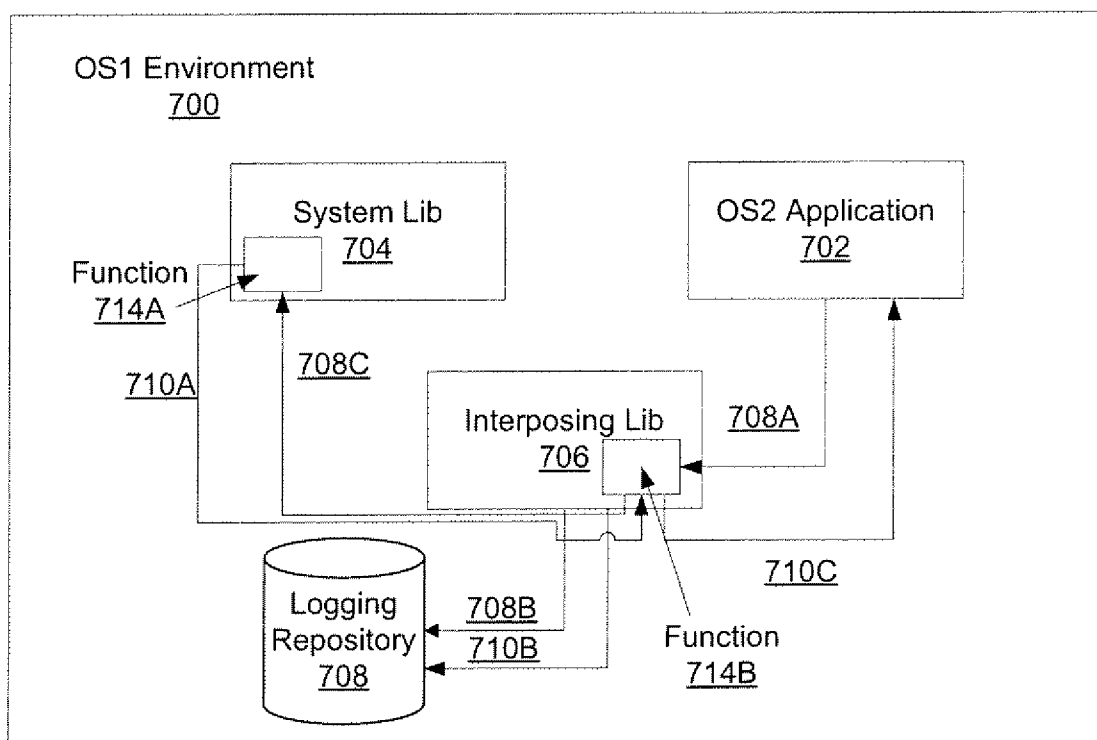 OS1 Environment
700
System Lib
704
OS2 Application
702
Function
714A
710A
708C
Interposing Lib
706
708A
710C
Logging
Repository
708
708B
710B
Function
714B